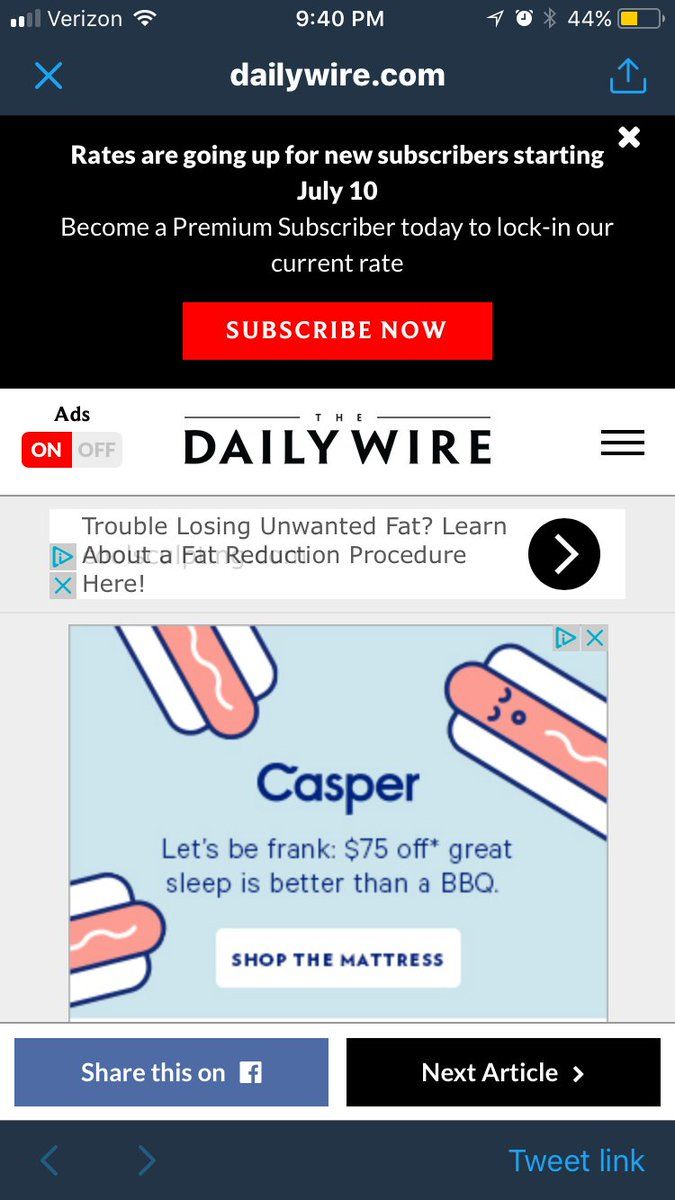 Verizon 9:40 PM 44%
dailywire.com
Rates are going up for new subscribers starting
July 10
Become a Premium Subscriber today to lock-in our
current rate
SUBSCRIBE NOW
Ads
ON OFF
THE
DAILY WIRE
Trouble Losing Unwanted Fat? Learn
About a Fat Reduction Procedure
Here!
Casper
Let's be frank: $75 off* great
sleep is better than a BBQ.
SHOP THE MATTRESS
Share this on
Next Article
Tweet link